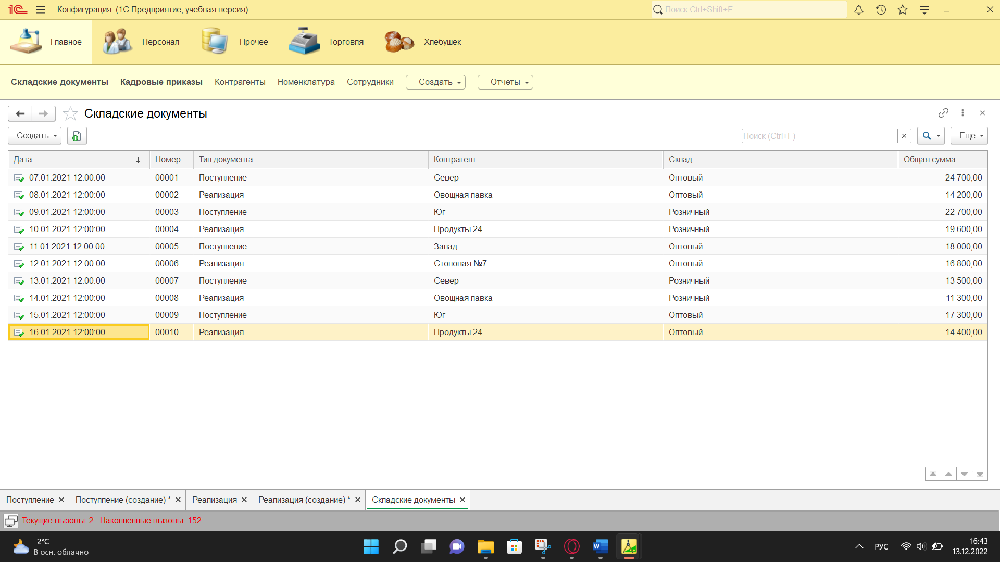 1С Конфигурация (1С:Предприятие, учебная версия) Поиск Ctrl+Shift+F
Главное Персонал Прочее Торговля Хлебушек
Складские документы Кадровые приказы Контрагенты Номенклатура Сотрудники Создать Отчеты
Складские документы
Создать Поиск (Ctrl+F) Еще
Дата Номер Тип документа Контрагент Склад Общая сумма
07.01.2021 12:00:00 00001 Поступление Север Оптовый 24 700,00
08.01.2021 12:00:00 00002 Реализация Овощная лавка Оптовый 14 200,00
09.01.2021 12:00:00 00003 Поступление Юг Розничный 22 700,00
10.01.2021 12:00:00 00004 Реализация Продукты 24 Розничный 19 600,00
11.01.2021 12:00:00 00005 Поступление Запад Оптовый 18 000,00
12.01.2021 12:00:00 00006 Реализация Столовая №7 Оптовый 16 800,00
13.01.2021 12:00:00 00007 Поступление Север Розничный 13 500,00
14.01.2021 12:00:00 00008 Реализация Овощная лавка Розничный 11 300,00
15.01.2021 12:00:00 00009 Поступление Юг Оптовый 17 300,00
16.01.2021 12:00:00 00010 Реализация Продукты 24 Оптовый 14 400,00
Поступление Поступление (создание) * Реализация Реализация (создание) * Складские документы
Текущие вызовы: 2 Накопленные вызовы: 152
-2°C
В осн. облачно
W
РУС
16:43
13.12.2022